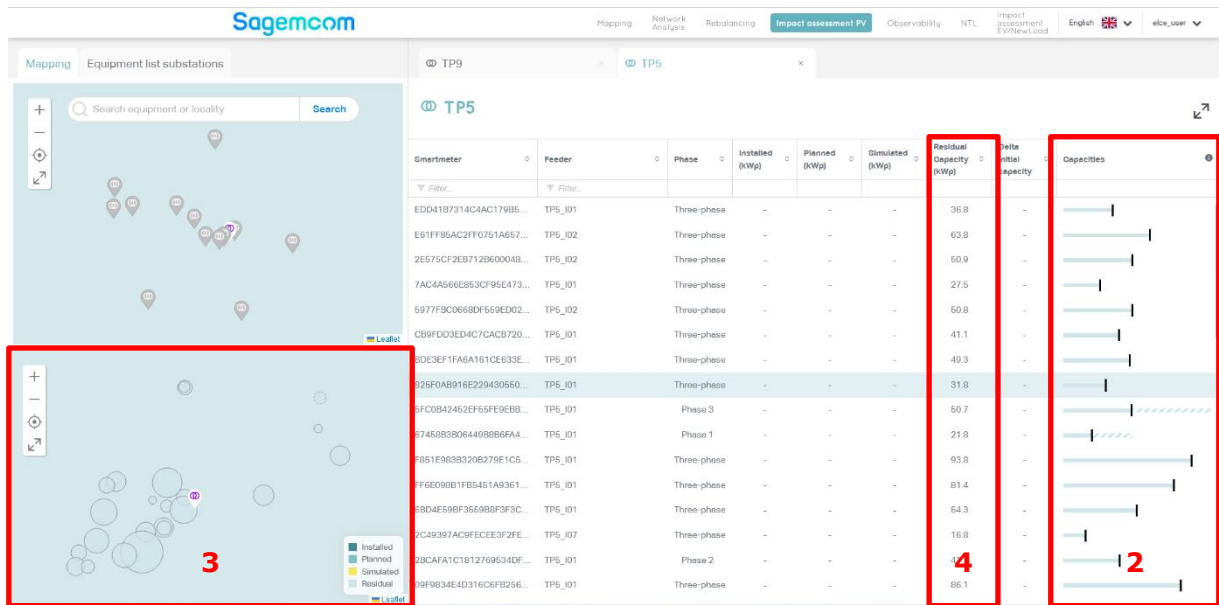 Sagemcom
Mapping Network Analysis Rebalancing Impact assessment PV Observability NTL Impact assessment EV/NewLoad English elce_user
Mapping Equipment list substations TP9 × TP5 ×
+ Search equipment or locality Search
−
TP5
Smartmeter Feeder Phase Installed (kWp) Planned (kWp) Simulated (kWp) Residual Capacity (kWp) Delta initial capacity Capacities
Filter... Filter...
EDD41B7314C4AC179B5... TP5_I01 Three-phase - - - 36.8 -
E61FF85AC2FF0751A657... TP5_I02 Three-phase - - - 63.8 -
2E575CF2EB712B600048... TP5_I02 Three-phase - - - 50.9 -
7AC4A566E853CF95E473... TP5_I01 Three-phase - - - 27.5 -
5977FBC0668DF559ED02... TP5_I02 Three-phase - - - 50.8 -
CB9FDD3ED4C7CACB720... TP5_I01 Three-phase - - - 41.1 -
Leaflet
8DE3EF1FA6A161CE633E... TP5_I01 Three-phase - - - 49.3 -
+
−
825F0AB916E229430550... TP5_I01 Three-phase - - - 31.8 -
5FC0B42452EF55FE9EBB... TP5_I01 Phase 3 - - - 50.7 -
67458B3B06449B8B6FA4... TP5_I01 Phase 1 - - - 21.8 -
F851E983B320B279E1C5... TP5_I01 Three-phase - - - 93.8 -
FF6E098B1FB5451A9361... TP5_I01 Three-phase - - - 81.4 -
6BD4E59BF3559B8F3F3C... TP5_I01 Three-phase - - - 54.3 -
2C49397AC9FECEE3F2FE... TP5_I07 Three-phase - - - 16.8 -
2BCAFA1C1812769534DF... TP5_I01 Phase 2 - - - -
09F9834E4D316C6FB256... TP5_I01 Three-phase - - - 86.1 -
Installed
Planned
Simulated
Residual
Leaflet
3
4
2